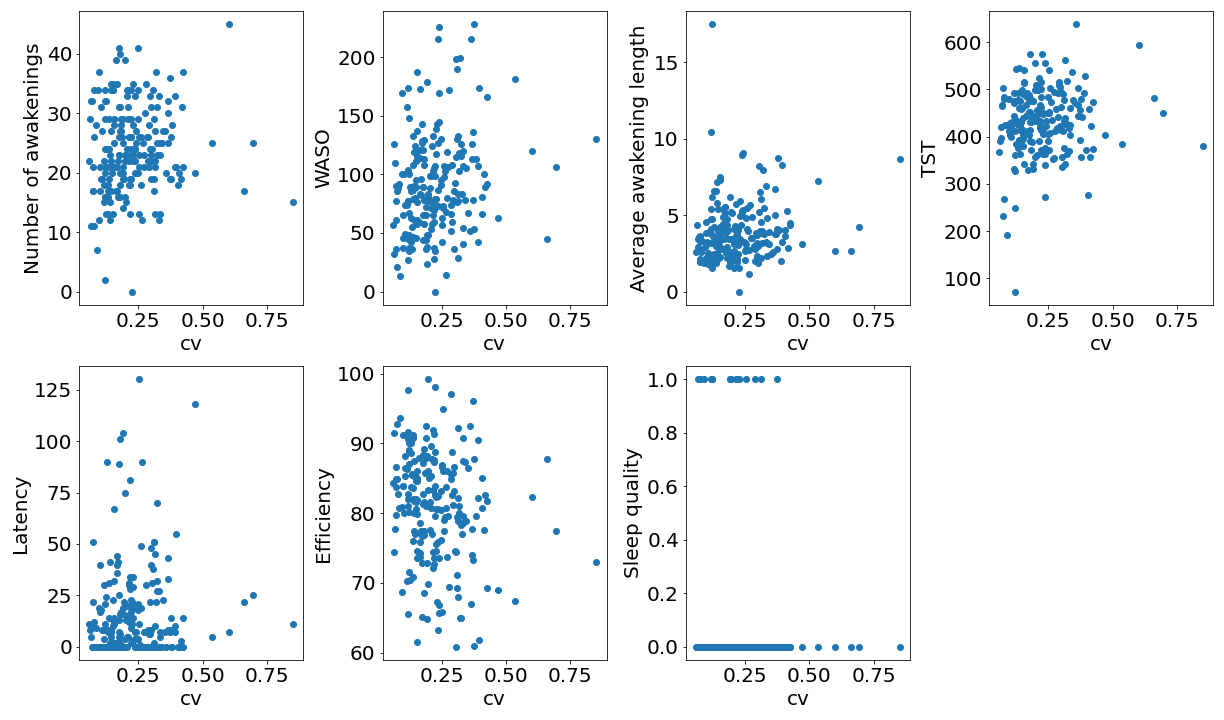 Number of awakenings
40
30
20
10
0
0.25 0.50 0.75
cv
WASO
200
150
100
50
0
0.25 0.50 0.75
cv
Average awakening length
15
10
5
0
0.25 0.50 0.75
cv
TST
600
500
400
300
200
100
0.25 0.50 0.75
cv
Latency
125
100
75
50
25
0
0.25 0.50 0.75
cv
Efficiency
100
90
80
70
60
0.25 0.50 0.75
cv
Sleep quality
1.0
0.8
0.6
0.4
0.2
0.0
0.25 0.50 0.75
cv